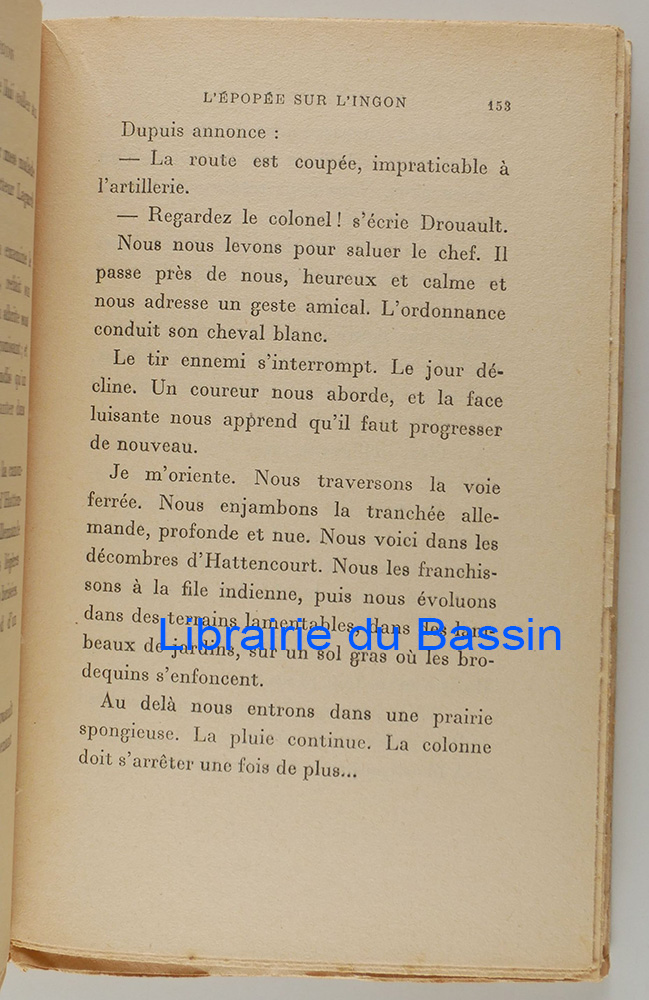 L'ÉPOPÉE SUR L'INGON 153
Dupuis annonce :
— La route est coupée, impraticable à
l'artillerie.
— Regardez le colonel! s'écrie Drouault.
Nous nous levons pour saluer le chef. Il
passe près de nous, heureux et calme et
nous adresse un geste amical. L'ordonnance
conduit son cheval blanc.
Le tir ennemi s'interrompt. Le jour dé-
cline. Un coureur nous aborde, et la face
luisante nous apprend qu'il faut progresser
de nouveau.
Je m'oriente. Nous traversons la voie
ferrée. Nous enjambons la tranchée alle-
mande, profonde et nue. Nous voici dans les
décombres d'Hattencourt. Nous les franchis-
sons à la file indienne, puis nous évoluons
dans des terrains lamentables, dans des lam-
beaux de jardins, sur un sol gras où les bro-
dequins s'enfoncent.
Au delà nous entrons dans une prairie
spongieuse. La pluie continue. La colonne
doit s'arrêter une fois de plus...
Librairie du Bassin